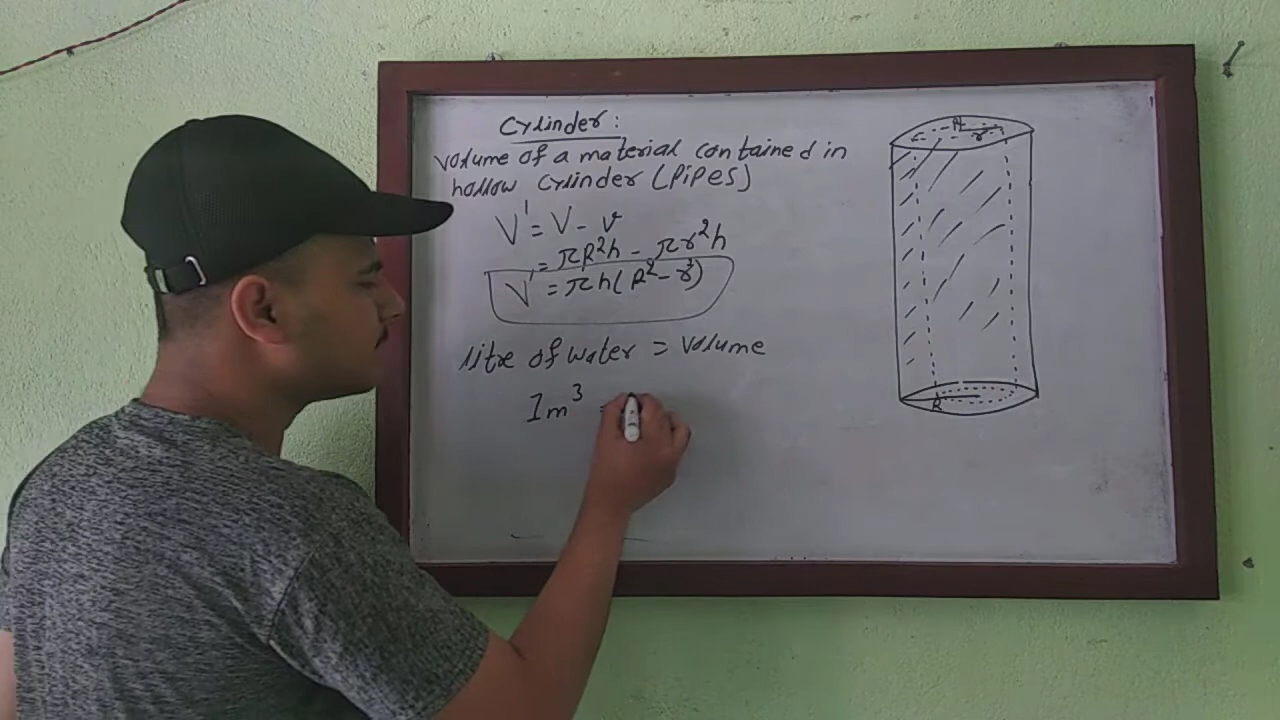 Cylinder:
volume of a material contained in
hollow cylinder (pipes)
V' = V - v
= πR²h - πr²h
V' = πh(R² - r²)
litre of water = volume
1m³ =
R
r
R